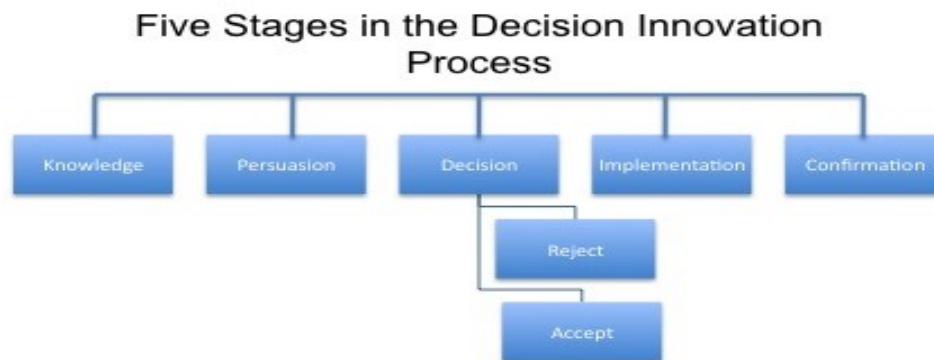 Five Stages in the Decision Innovation
Process
Knowledge
Persuasion
Decision
Implementation
Confirmation
Reject
Accept